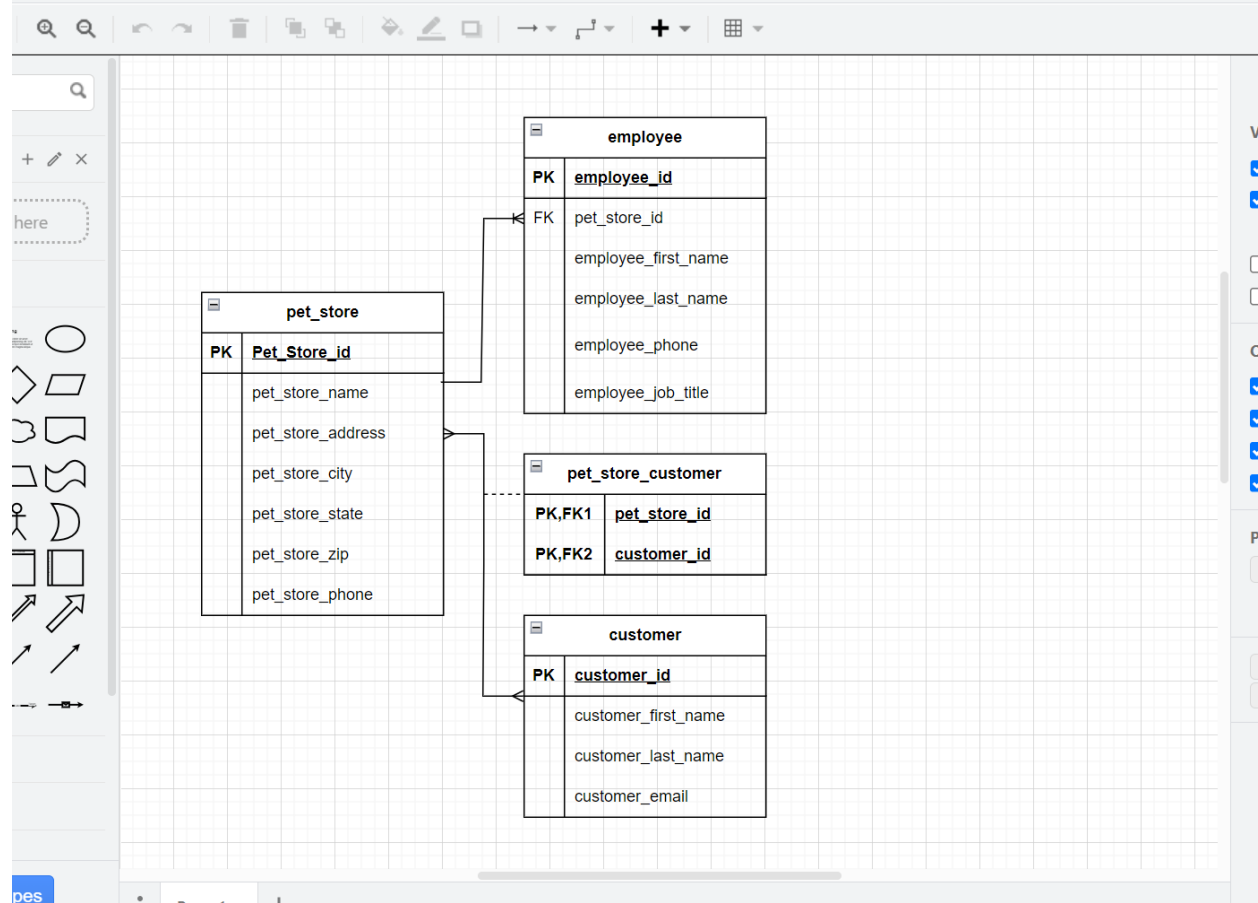 here
employee
PK employee_id
FK pet_store_id
employee_first_name
employee_last_name
employee_phone
employee_job_title
pet_store
PK Pet_Store_id
pet_store_name
pet_store_address
pet_store_city
pet_store_state
pet_store_zip
pet_store_phone
pet_store_customer
PK,FK1 pet_store_id
PK,FK2 customer_id
customer
PK customer_id
customer_first_name
customer_last_name
customer_email
pes